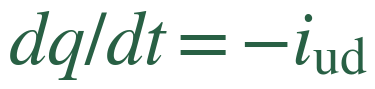 dq/dt = −i_ud